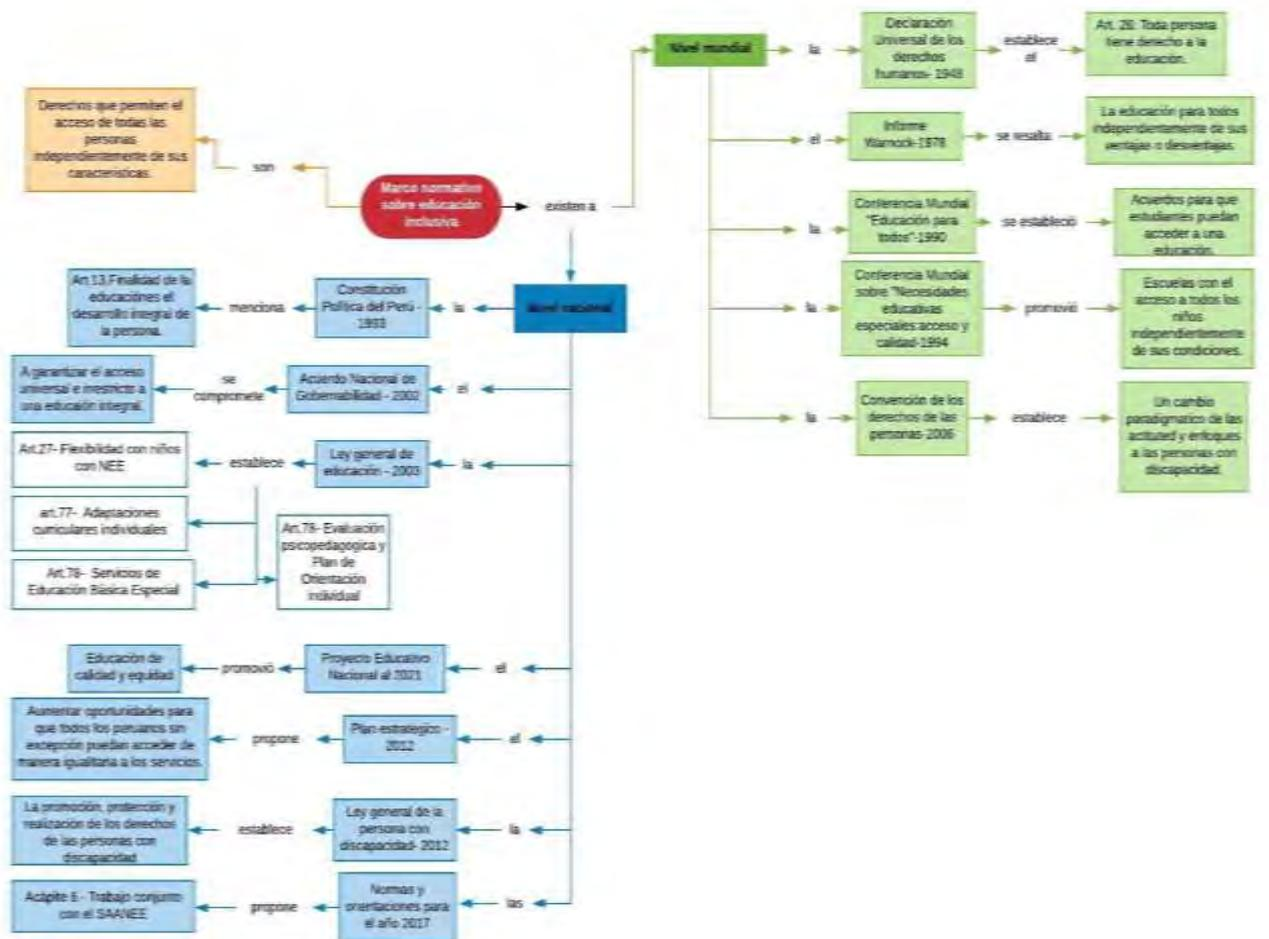 Marco normativo
sobre educación
inclusiva
son
Derechos que permiten el
acceso de todas las
personas
independientemente de sus
características.
existen a
Nivel mundial
la
Declaración
Universal de los
derechos
humanos- 1948
establece
el
Art. 26: Toda persona
tiene derecho a la
educación.
el
Informe
Warnock-1978
se resalta
La educación para todos
independientemente de sus
ventajas o desventajas.
la
Conferencia Mundial
"Educación para
todos"-1990
se estableció
Acuerdos para que
estudiantes puedan
acceder a una
educación.
la
Conferencia Mundial
sobre "Necesidades
educativas
especiales:acceso y
calidad-1994
promovió
Escuelas con el
acceso a todos los
niños
independientemente
de sus condiciones.
la
Convención de los
derechos de las
personas-2006
establece
Un cambio
paradigmatico de las
actitud y enfoques
a las personas con
discapacidad.
Nivel nacional
la
Constitución
Política del Perú -
1993
menciona
Art.13.Finalidad de la
educaciónes el
desarrollo integral de
la persona.
el
Acuerdo Nacional de
Gobernabilidad - 2002
se
compromete
A garantizar el acceso
universal e irrestricto a
una educación integral.
la
Ley general de
educación - 2003
establece
Art.27- Flexibilidad con niños
con NEE
art.77- Adaptaciones
curriculares individuales
Art.78- Servicios de
Educación Básica Especial
Art.78- Evaluación
psicopedagogica y
Plan de
Orientación
individual
el
Proyecto Educativo
Nacional al 2021
promovió
Educación de
calidad y equidad.
el
Plan estrategico -
2012
propone
Aumentar oportunidades para
que todos los peruanos sin
excepción puedan acceder de
manera igualitaria a los servicios.
la
Ley general de la
persona con
discapacidad- 2012
establece
La promoción, protección y
realización de los derechos
de las personas con
discapacidad
las
Normas y
orientaciones para
el año 2017
propone
Acápite 6.- Trabajo conjunto
con el SAANEE